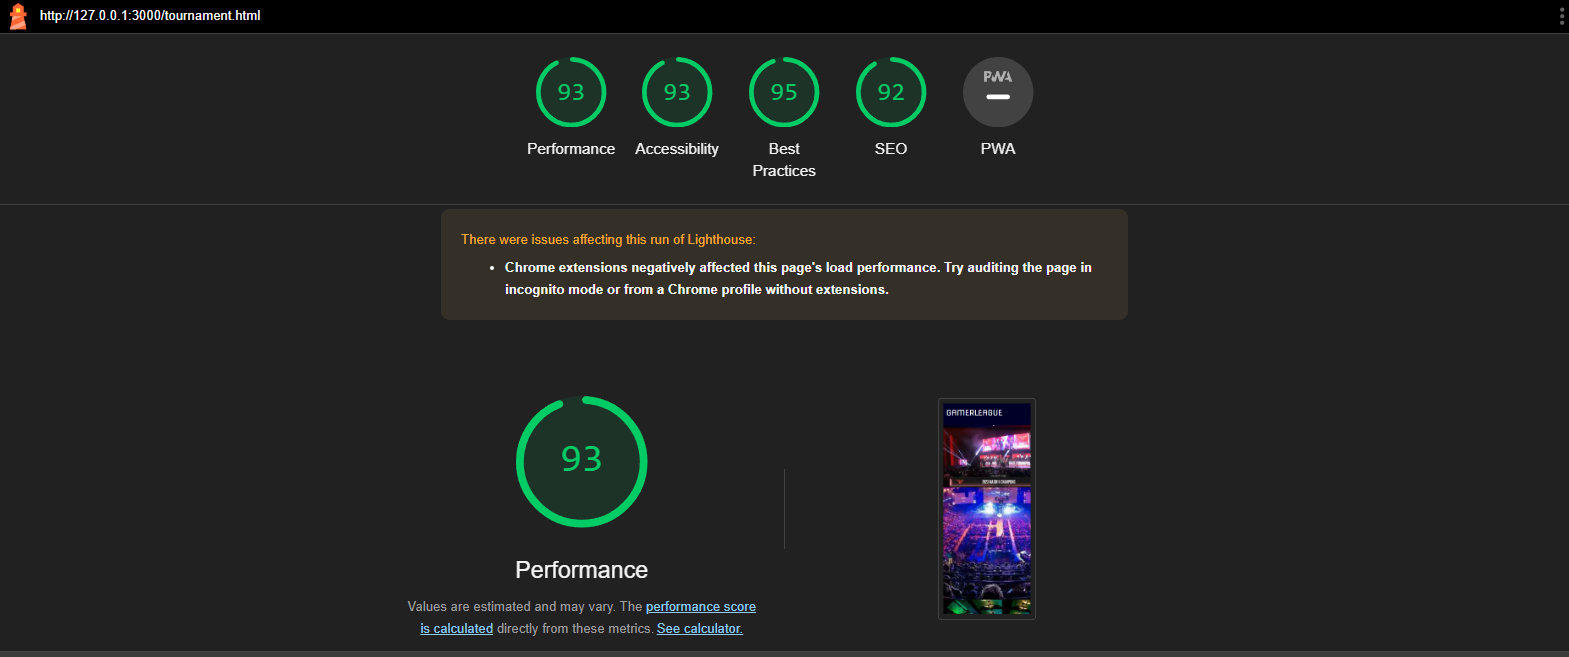 http://127.0.0.1:3000/tournament.html
93
93
95
92
PWA
Performance
Accessibility
Best
Practices
SEO
PWA
There were issues affecting this run of Lighthouse:
• Chrome extensions negatively affected this page's load performance. Try auditing the page in
incognito mode or from a Chrome profile without extensions.
93
GAMERLEAGUE
Performance
Values are estimated and may vary. The performance score
is calculated directly from these metrics. See calculator.